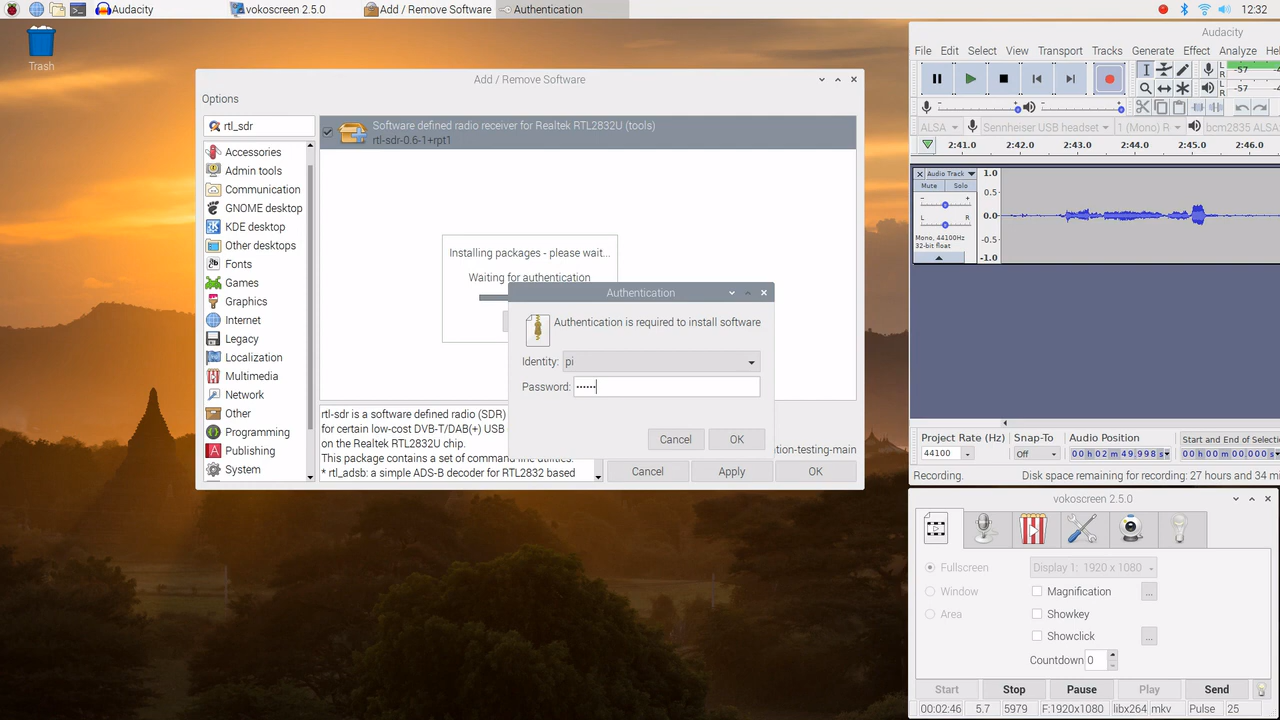 Audacity
vokoscreen 2.5.0
Add / Remove Software
Authentication
12:32
Trash
Add / Remove Software
Options
rtl_sdr
Accessories
Admin tools
Communication
GNOME desktop
KDE desktop
Other desktops
Fonts
Games
Graphics
Internet
Legacy
Localization
Multimedia
Network
Other
Programming
Publishing
System
Software defined radio receiver for Realtek RTL2832U (tools)
rtl-sdr-0.6-1+rpt1
Installing packages - please wait...
Waiting for authentication
Authentication
Authentication is required to install software
Identity: pi
Password: ••••••
Cancel OK
rtl-sdr is a software defined radio (SDR)
for certain low-cost DVB-T/DAB(+) USB
on the Realtek RTL2832U chip.
This package contains a set of command line utilities:
* rtl_adsb: a simple ADS-B decoder for RTL2832 based
tion-testing-main
Cancel Apply OK
Audacity
File Edit Select View Transport Tracks Generate Effect Analyze He
L R -57
L R -57
ALSA Sennheiser USB headset 1 (Mono) R bcm2835 ALSA
2:41.0 2:42.0 2:43.0 2:44.0 2:45.0 2:46.0
Audio Track
Mute Solo
- +
L R
Mono, 44100Hz
32-bit float
1.0
0.5-
0.0-
-0.5-
-1.0
Project Rate (Hz) Snap-To Audio Position Start and End of Selectio
44100 Off 00 h 02 m 49.998 s 00 h 00 m 00.000 s
Recording. Disk space remaining for recording: 27 hours and 34 mi
vokoscreen 2.5.0
Fullscreen
Window
Area
Display 1: 1920 x 1080
Magnification ...
Showkey
Showclick ...
Countdown 0
Start Stop Pause Play Send
00:02:46 5.7 5979 F:1920x1080 libx264 mkv Pulse 25